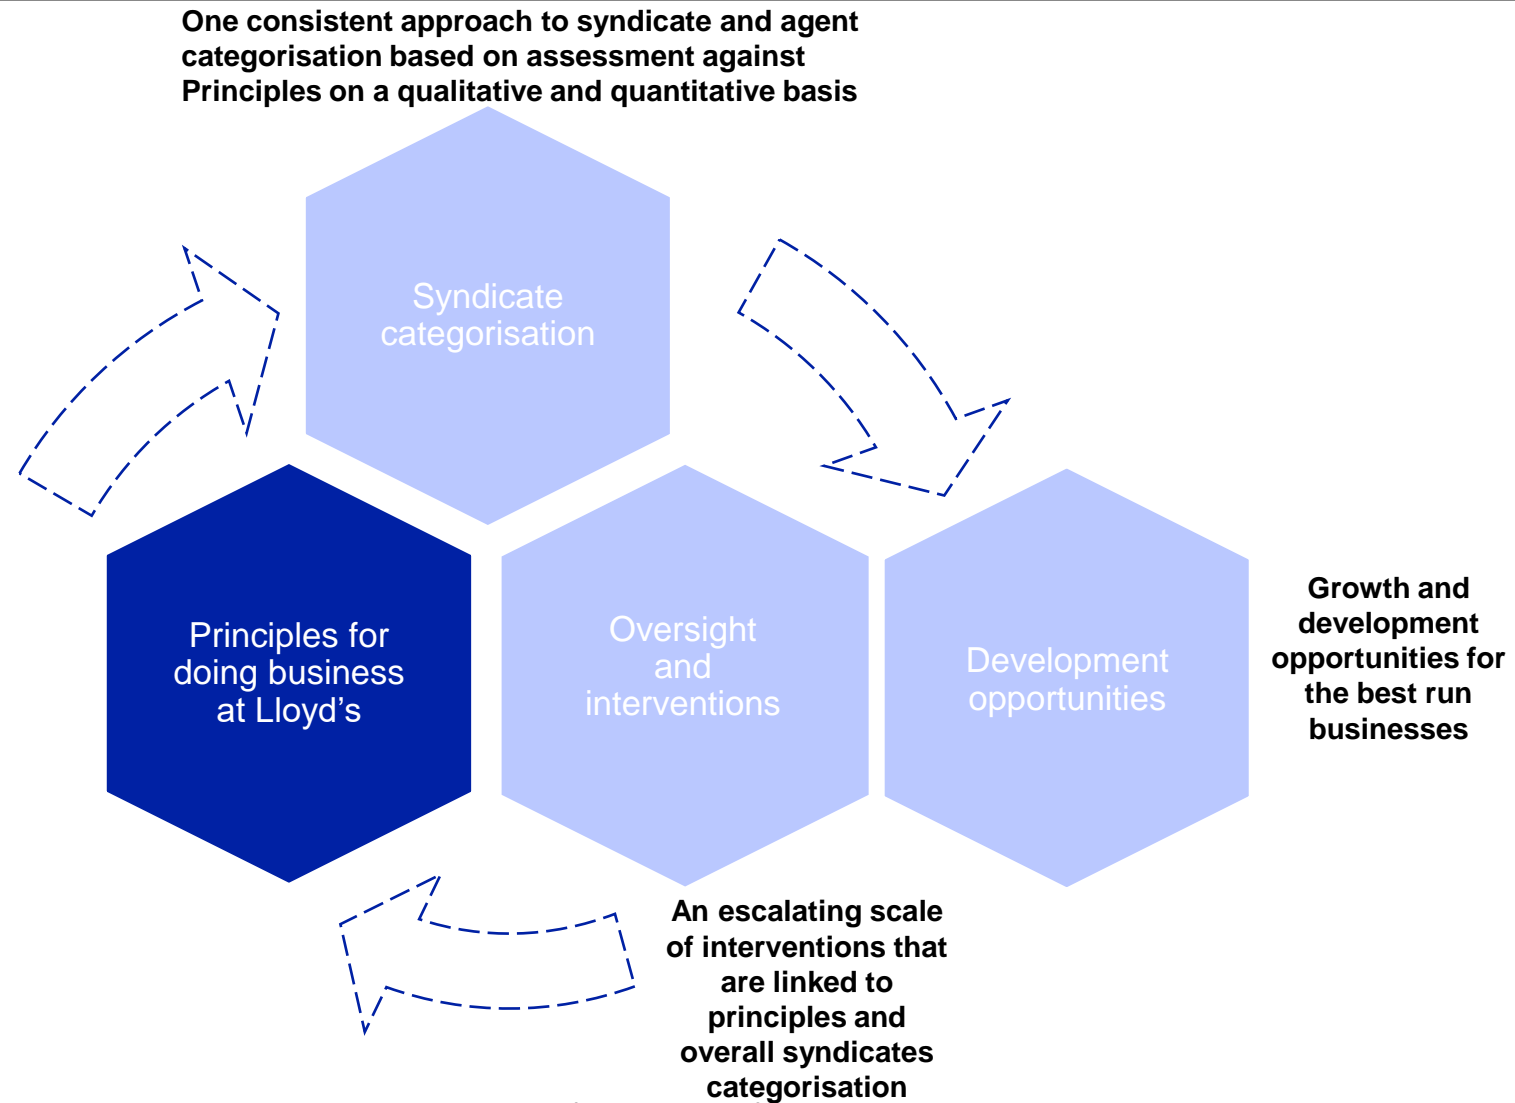 One consistent approach to syndicate and agent
categorisation based on assessment against
Principles on a qualitative and quantitative basis
Syndicate
categorisation
Principles for
doing business
at Lloyd’s
Oversight
and
interventions
Development
opportunities
Growth and
development
opportunities for
the best run
businesses
An escalating scale
of interventions that
are linked to
principles and
overall syndicates
categorisation